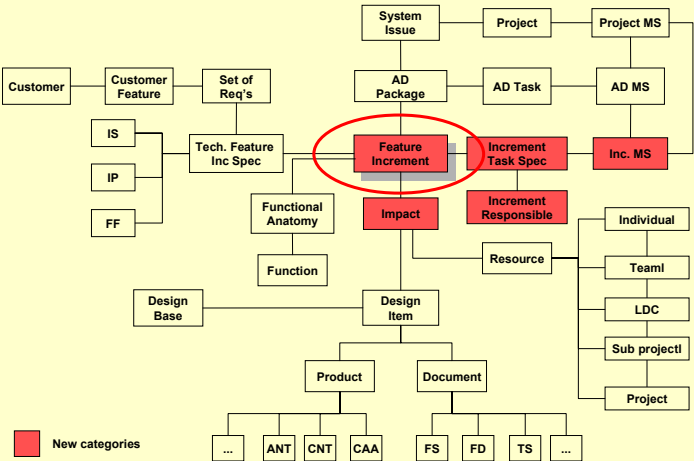 System
Issue
Project
Project MS
Customer
Customer
Feature
Set of
Req's
AD
Package
AD Task
AD MS
IS
IP
FF
Tech. Feature
Inc Spec
Feature
Increment
Increment
Task Spec
Inc. MS
Functional
Anatomy
Impact
Increment
Responsible
Function
Resource
Individual
Teaml
LDC
Sub projectl
Project
Design
Base
Design
Item
Product
Document
...
ANT
CNT
CAA
FS
FD
TS
...
New categories